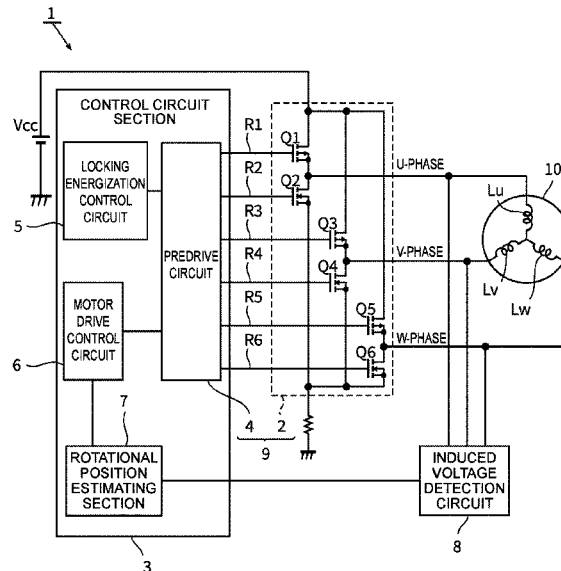 1
Vcc
CONTROL CIRCUIT
SECTION
LOCKING
ENERGIZATION
CONTROL
CIRCUIT
5
PREDRIVE
CIRCUIT
MOTOR
DRIVE
CONTROL
CIRCUIT
6
7
ROTATIONAL
POSITION
ESTIMATING
SECTION
3
R1
R2
R3
R4
R5
R6
Q1
Q2
Q3
Q4
Q5
Q6
4
2
9
U-PHASE
V-PHASE
W-PHASE
10
Lu
Lv
Lw
INDUCED
VOLTAGE
DETECTION
CIRCUIT
8